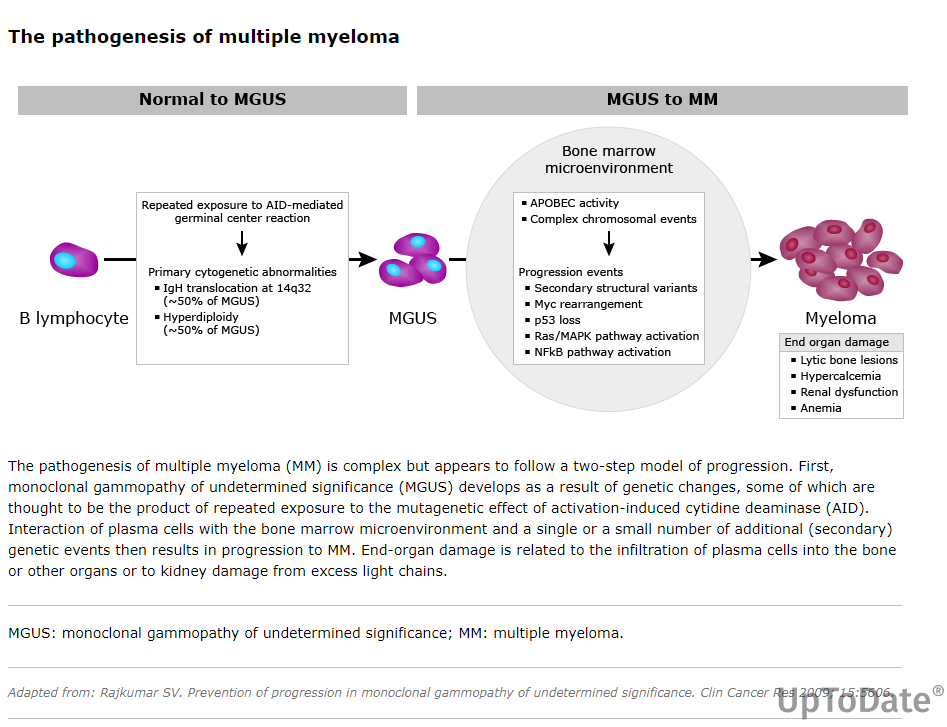 The pathogenesis of multiple myeloma
Normal to MGUS
MGUS to MM
Bone marrow
microenvironment
Repeated exposure to AID-mediated
germinal center reaction
Primary cytogenetic abnormalities
▪ IgH translocation at 14q32
(~50% of MGUS)
▪ Hyperdiploidy
(~50% of MGUS)
▪ APOBEC activity
▪ Complex chromosomal events
Progression events
▪ Secondary structural variants
▪ Myc rearrangement
▪ p53 loss
▪ Ras/MAPK pathway activation
▪ NFkB pathway activation
B lymphocyte
MGUS
Myeloma
End organ damage
▪ Lytic bone lesions
▪ Hypercalcemia
▪ Renal dysfunction
▪ Anemia
The pathogenesis of multiple myeloma (MM) is complex but appears to follow a two-step model of progression. First,
monoclonal gammopathy of undetermined significance (MGUS) develops as a result of genetic changes, some of which are
thought to be the product of repeated exposure to the mutagenetic effect of activation-induced cytidine deaminase (AID).
Interaction of plasma cells with the bone marrow microenvironment and a single or a small number of additional (secondary)
genetic events then results in progression to MM. End-organ damage is related to the infiltration of plasma cells into the bone
or other organs or to kidney damage from excess light chains.
MGUS: monoclonal gammopathy of undetermined significance; MM: multiple myeloma.
Adapted from: Rajkumar SV. Prevention of progression in monoclonal gammopathy of undetermined significance. Clin Cancer Res 2009; 15:5606.
UpToDate®